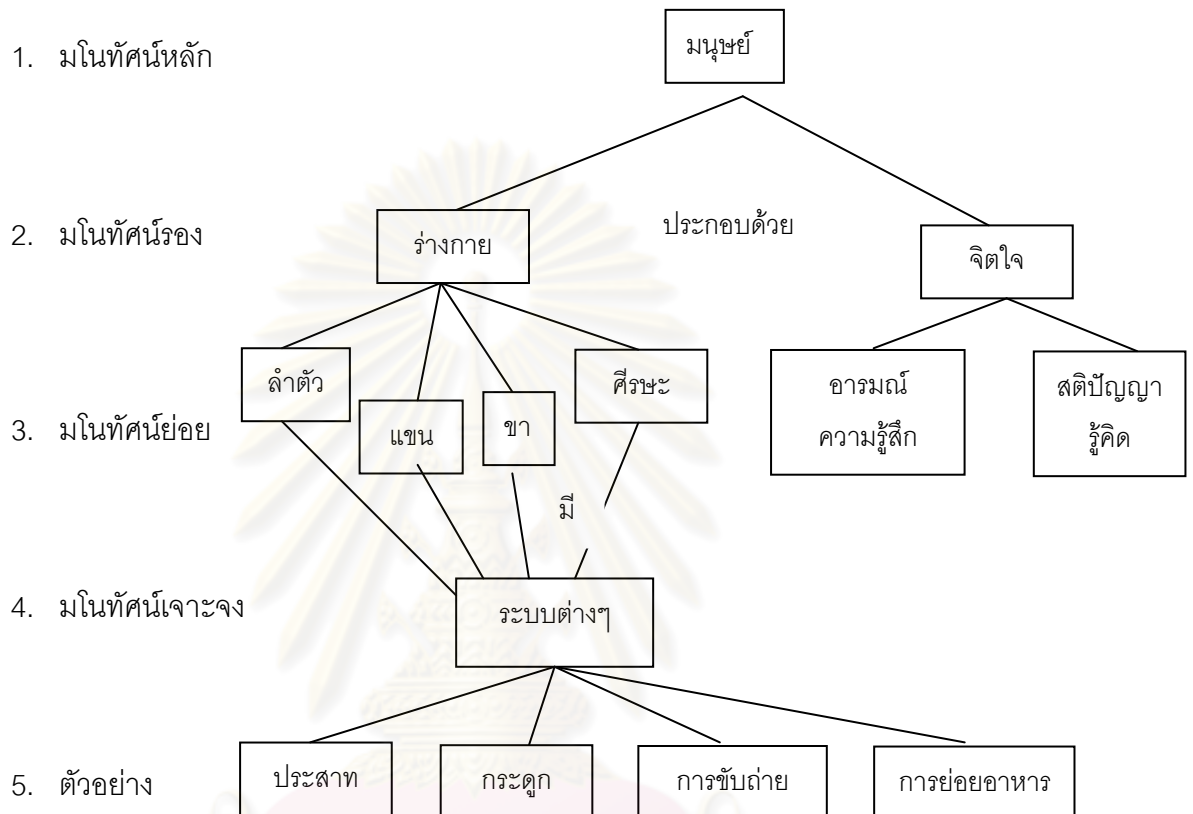 มนุษย์
1. มโนทัศน์หลัก
2. มโนทัศน์รอง
ร่างกาย
ประกอบด้วย
จิตใจ
ลำตัว
แขน
ขา
ศีรษะ
อารมณ์
ความรู้สึก
สติปัญญา
รู้คิด
3. มโนทัศน์ย่อย
มี
4. มโนทัศน์เจาะจง
ระบบต่างๆ
5. ตัวอย่าง
ประสาท
กระดูก
การขับถ่าย
การย่อยอาหาร